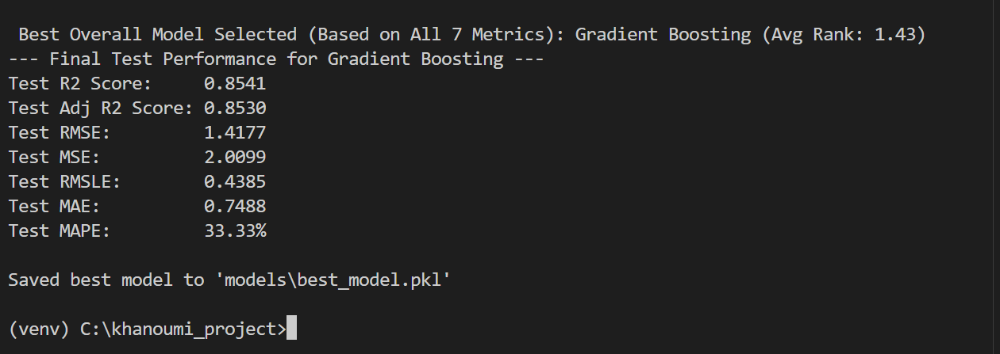 Best Overall Model Selected (Based on All 7 Metrics): Gradient Boosting (Avg Rank: 1.43)
--- Final Test Performance for Gradient Boosting ---
Test R2 Score:     0.8541
Test Adj R2 Score: 0.8530
Test RMSE:         1.4177
Test MSE:          2.0099
Test RMSLE:        0.4385
Test MAE:          0.7488
Test MAPE:         33.33%
Saved best model to 'models\best_model.pkl'
(venv) C:\khanoumi_project>